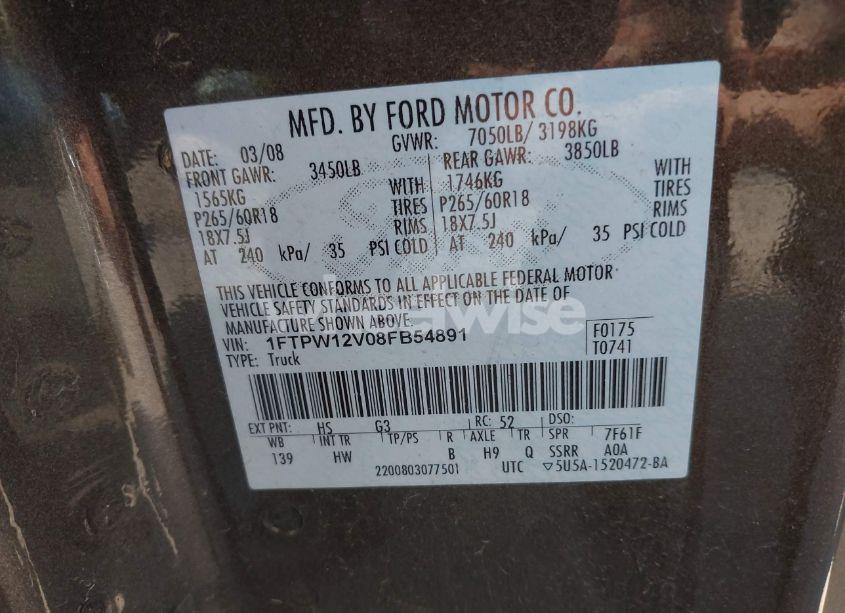 MFD. BY FORD MOTOR CO.
DATE: 03/08 GVWR: 7050LB/ 3198KG
FRONT GAWR: 3450LB REAR GAWR: 3850LB
1565KG WITH 1746KG WITH
P265/60R18 TIRES P265/60R18 TIRES
18X7.5J RIMS 18X7.5J RIMS
AT 240 kPa/ 35 PSI COLD AT 240 kPa/ 35 PSI COLD
THIS VEHICLE CONFORMS TO ALL APPLICABLE FEDERAL MOTOR
VEHICLE SAFETY STANDARDS IN EFFECT ON THE DATE OF
MANUFACTURE SHOWN ABOVE.
VIN: 1FTPW12V08FB54891 F0175
TYPE: Truck T0741
EXT PNT: HS G3 RC: 52 DSO:
WB INT TR TP/PS R AXLE TR SPR 7F61F
139 HW B H9 Q SSRR A0A
2200803077501 UTC ▽5U5A-1520472-BA